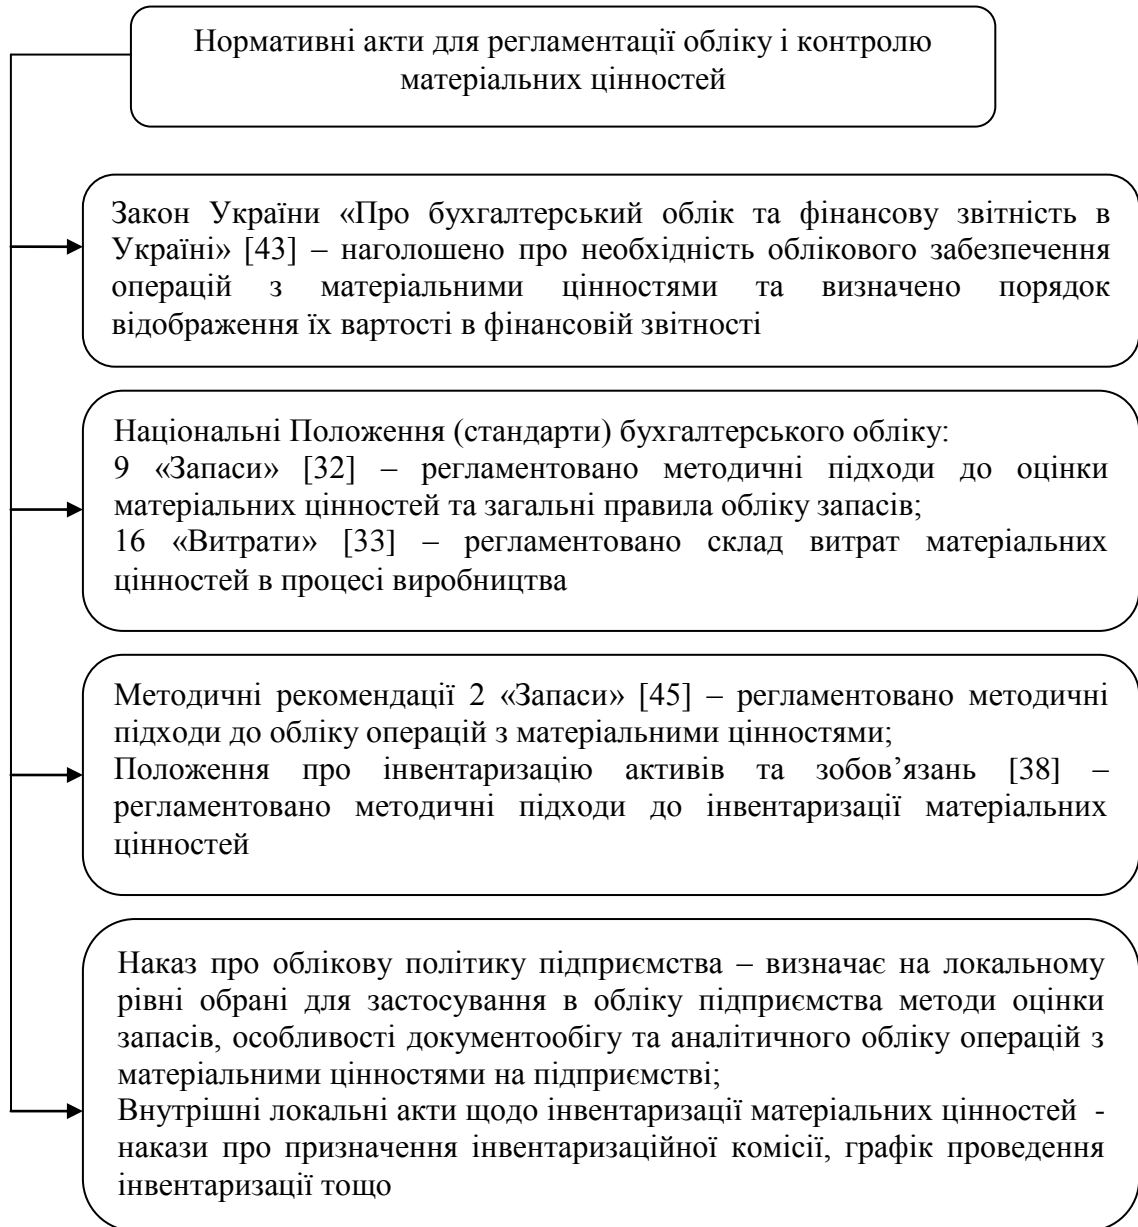 Нормативні акти для регламентації обліку і контролю
матеріальних цінностей
Закон України «Про бухгалтерський облік та фінансову звітність в
Україні» [43] – наголошено про необхідність облікового забезпечення
операцій з матеріальними цінностями та визначено порядок
відображення їх вартості в фінансовій звітності
Національні Положення (стандарти) бухгалтерського обліку:
9 «Запаси» [32] – регламентовано методичні підходи до оцінки
матеріальних цінностей та загальні правила обліку запасів;
16 «Витрати» [33] – регламентовано склад витрат матеріальних
цінностей в процесі виробництва
Методичні рекомендації 2 «Запаси» [45] – регламентовано методичні
підходи до обліку операцій з матеріальними цінностями;
Положення про інвентаризацію активів та зобов’язань [38] –
регламентовано методичні підходи до інвентаризації матеріальних
цінностей
Наказ про облікову політику підприємства – визначає на локальному
рівні обрані для застосування в обліку підприємства методи оцінки
запасів, особливості документообігу та аналітичного обліку операцій з
матеріальними цінностями на підприємстві;
Внутрішні локальні акти щодо інвентаризації матеріальних цінностей -
накази про призначення інвентаризаційної комісії, графік проведення
інвентаризації тощо